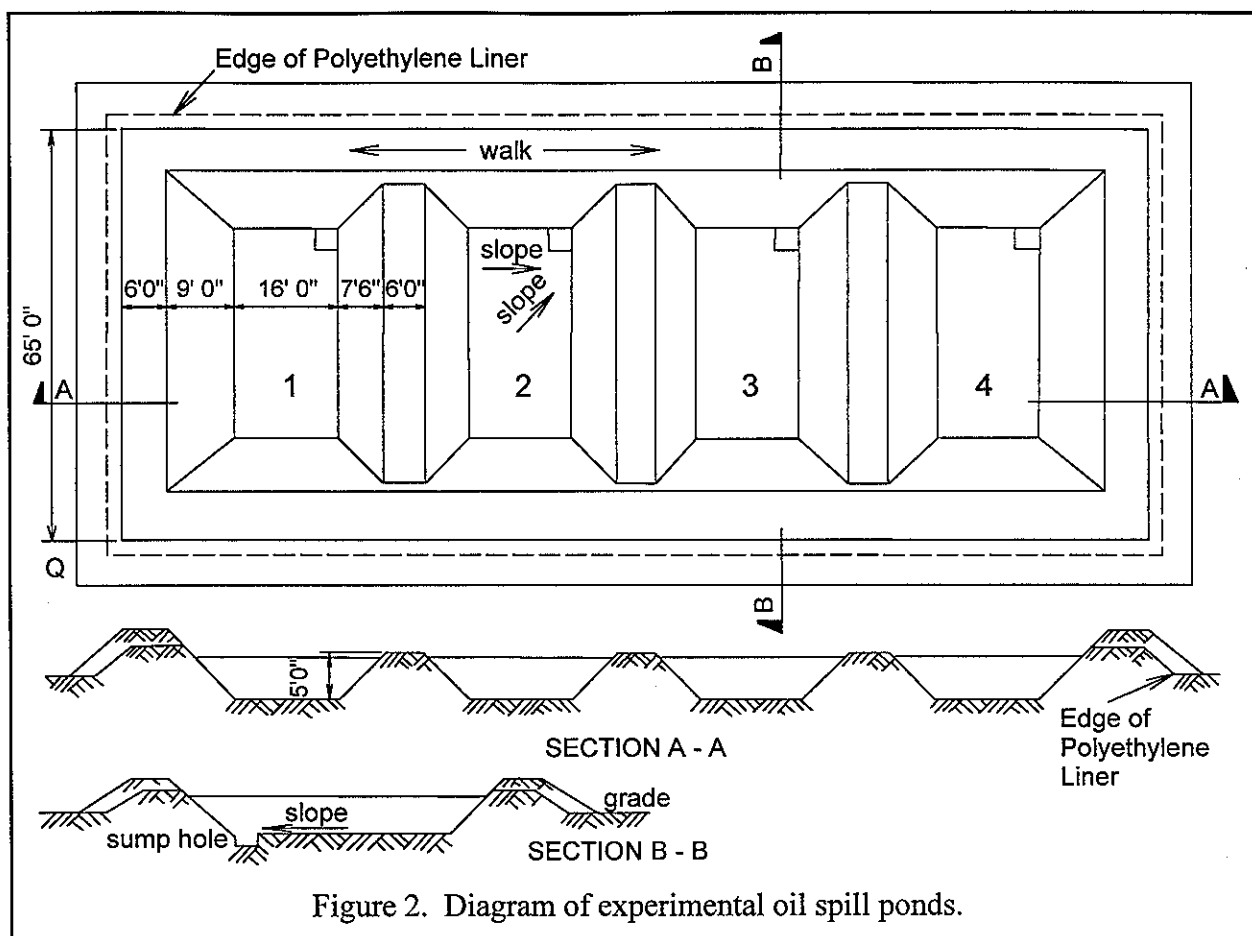 Edge of Polyethylene Liner
B
walk
slope
slope
6'0" 9' 0" 16' 0" 7'6" 6'0"
65' 0"
A
1 2 3 4
A
Q
B
5'0"
SECTION A - A
Edge of
Polyethylene
Liner
slope
grade
sump hole
SECTION B - B
Figure 2. Diagram of experimental oil spill ponds.